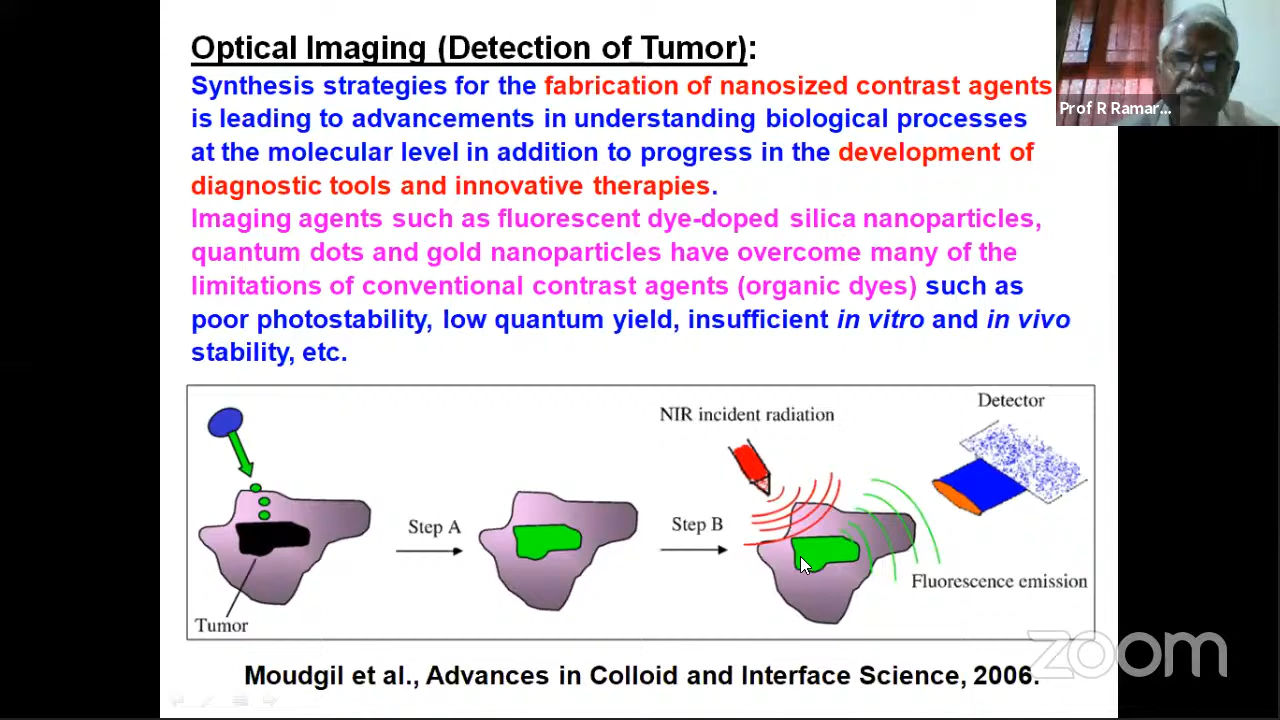 Optical Imaging (Detection of Tumor):
Synthesis strategies for the fabrication of nanosized contrast agents
is leading to advancements in understanding biological processes
at the molecular level in addition to progress in the development of
diagnostic tools and innovative therapies.
Imaging agents such as fluorescent dye-doped silica nanoparticles,
quantum dots and gold nanoparticles have overcome many of the
limitations of conventional contrast agents (organic dyes) such as
poor photostability, low quantum yield, insufficient in vitro and in vivo
stability, etc.
Prof R Ramar...
NIR incident radiation
Detector
Step A
Step B
Fluorescence emission
Tumor
Moudgil et al., Advances in Colloid and Interface Science, 2006.
zoom